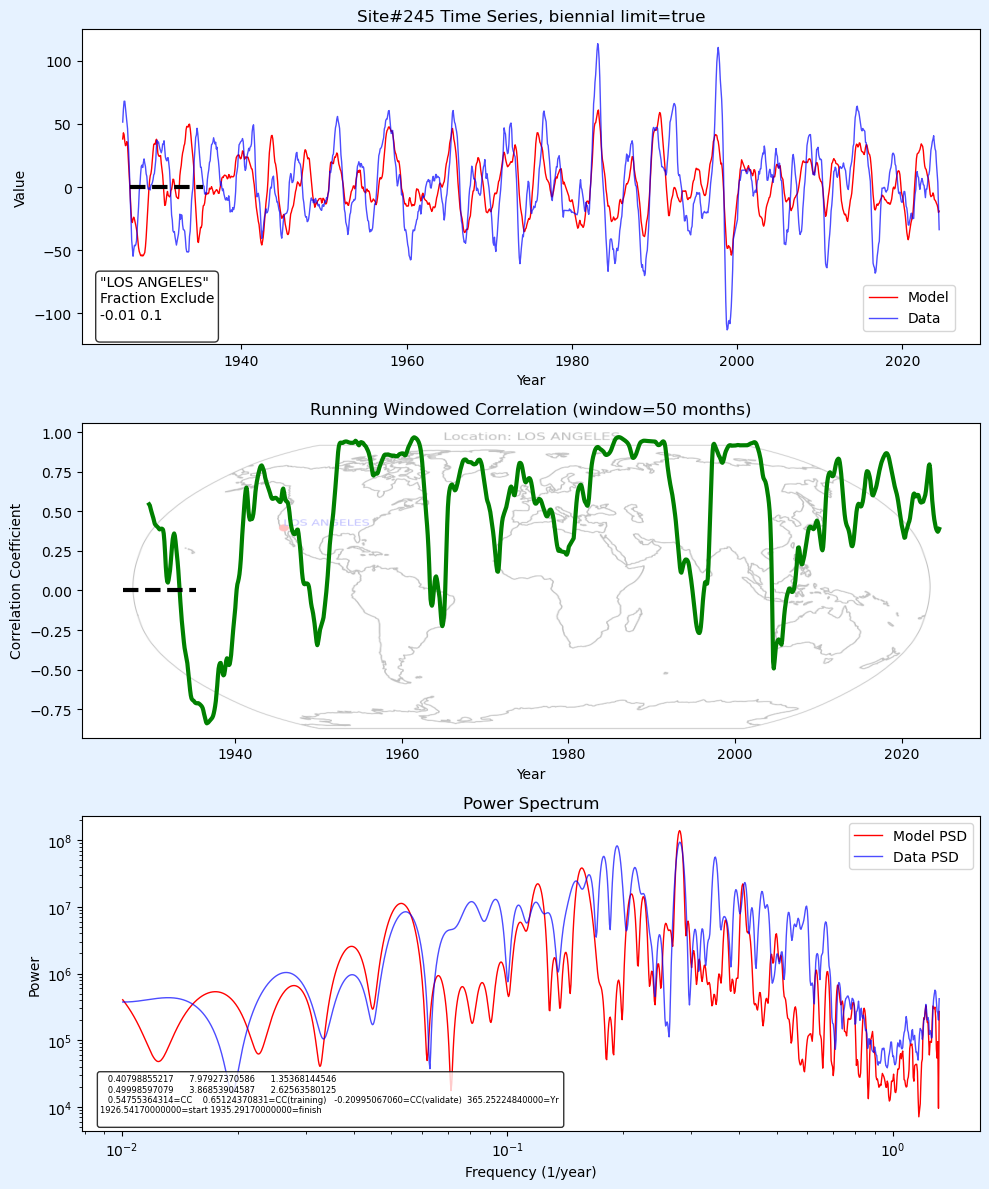 Site#245 Time Series, biennial limit=true
100
50
0
−50
−100
Value
"LOS ANGELES"
Fraction Exclude
-0.01 0.1
Model
Data
1940
1960
1980
2000
2020
Year
Running Windowed Correlation (window=50 months)
Location: LOS ANGELES
LOS ANGELES
1.00
0.75
0.50
0.25
0.00
−0.25
−0.50
−0.75
Correlation Coefficient
1940
1960
1980
2000
2020
Year
Power Spectrum
Model PSD
Data PSD
10^8
10^7
10^6
10^5
10^4
Power
0.40798855217 7.97927370586 1.35368144546
0.49998597079 3.86853904587 2.62563580125
0.54755364314=CC 0.65124370831=CC(training) -0.20995067060=CC(validate) 365.25224840000=Yr
1926.54170000000=start 1935.29170000000=finish
10^−2
10^−1
10^0
Frequency (1/year)